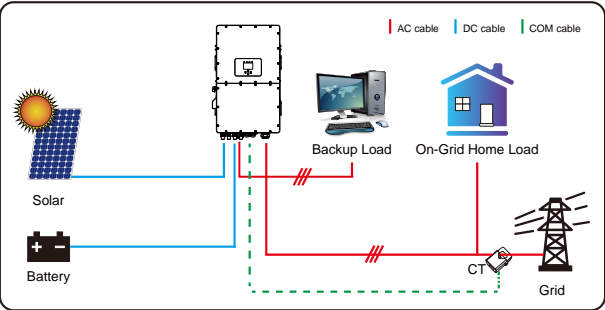 AC cable
DC cable
COM cable
Backup Load
On-Grid Home Load
Solar
CT
Battery
Grid